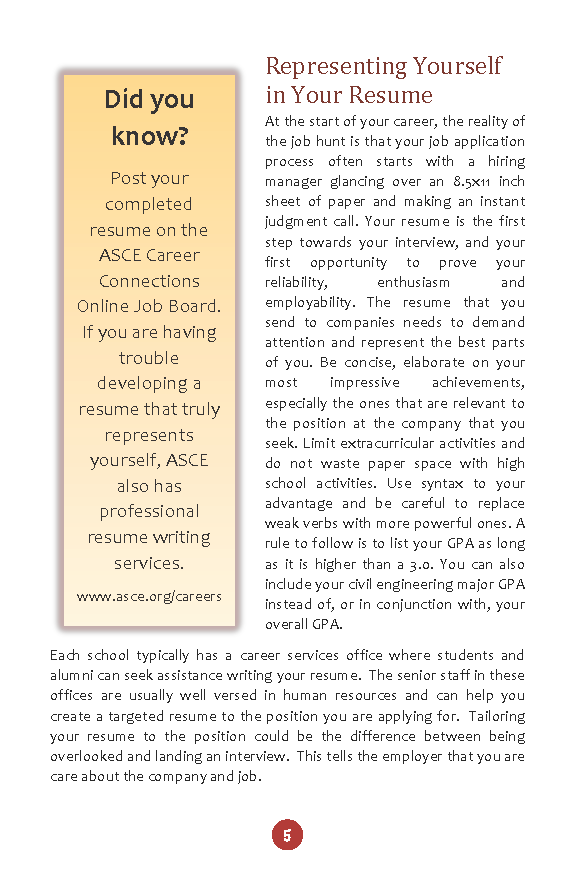 Did you
know?
Post your
completed
resume on the
ASCE Career
Connections
Online Job Board.
If you are having
trouble
developing a
resume that truly
represents
yourself, ASCE
also has
professional
resume writing
services.
www.asce.org/careers
Representing Yourself
in Your Resume
At the start of your career, the reality of
the job hunt is that your job application
process often starts with a hiring
manager glancing over an 8.5x11 inch
sheet of paper and making an instant
judgment call. Your resume is the first
step towards your interview, and your
first opportunity to prove your
reliability, enthusiasm and
employability. The resume that you
send to companies needs to demand
attention and represent the best parts
of you. Be concise, elaborate on your
most impressive achievements,
especially the ones that are relevant to
the position at the company that you
seek. Limit extracurricular activities and
do not waste paper space with high
school activities. Use syntax to your
advantage and be careful to replace
weak verbs with more powerful ones. A
rule to follow is to list your GPA as long
as it is higher than a 3.0. You can also
include your civil engineering major GPA
instead of, or in conjunction with, your
overall GPA.
Each school typically has a career services office where students and
alumni can seek assistance writing your resume. The senior staff in these
offices are usually well versed in human resources and can help you
create a targeted resume to the position you are applying for. Tailoring
your resume to the position could be the difference between being
overlooked and landing an interview. This tells the employer that you are
care about the company and job.
5